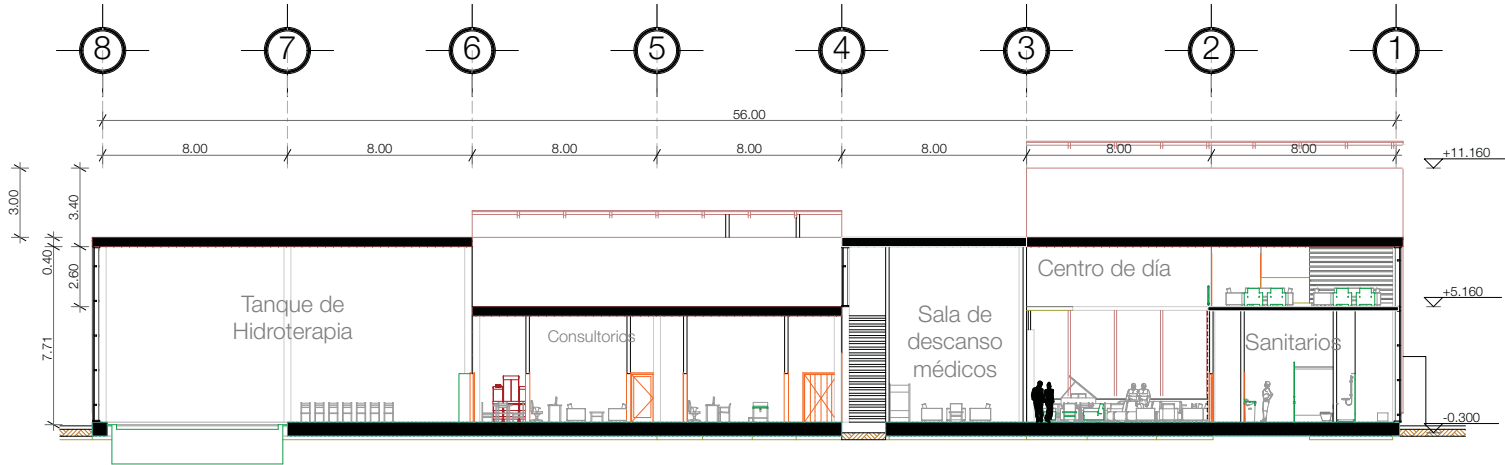 8 7 6 5 4 3 2 1
56.00
8.00 8.00 8.00 8.00 8.00 8.00 8.00
+11.160
3.00
3.40
0.40
2.60
7.71
Tanque de
Hidroterapia
Consultorios
Sala de
descanso
médicos
Centro de día
+5.160
Sanitarios
-0.300